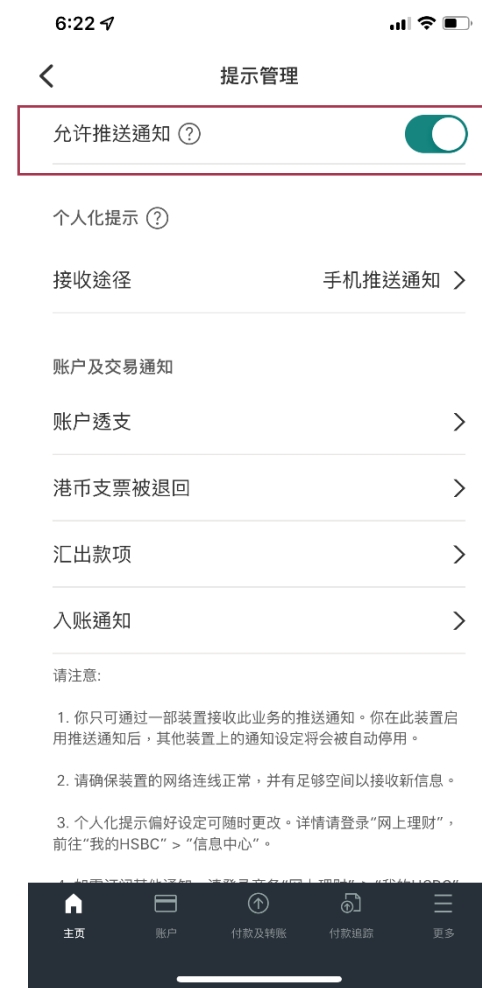 6:22
提示管理
允许推送通知 ?
个人化提示 ?
接收途径 手机推送通知
账户及交易通知
账户透支
港币支票被退回
汇出款项
入账通知
请注意:
1. 你只可通过一部装置接收此业务的推送通知。你在此装置启
用推送通知后，其他装置上的通知设定将会被自动停用。
2. 请确保装置的网络连线正常，并有足够空间以接收新信息。
3. 个人化提示偏好设定可随时更改。详情请登录“网上理财”，
前往“我的HSBC” > “信息中心”。
主页 账户 付款及转账 付款追踪 更多